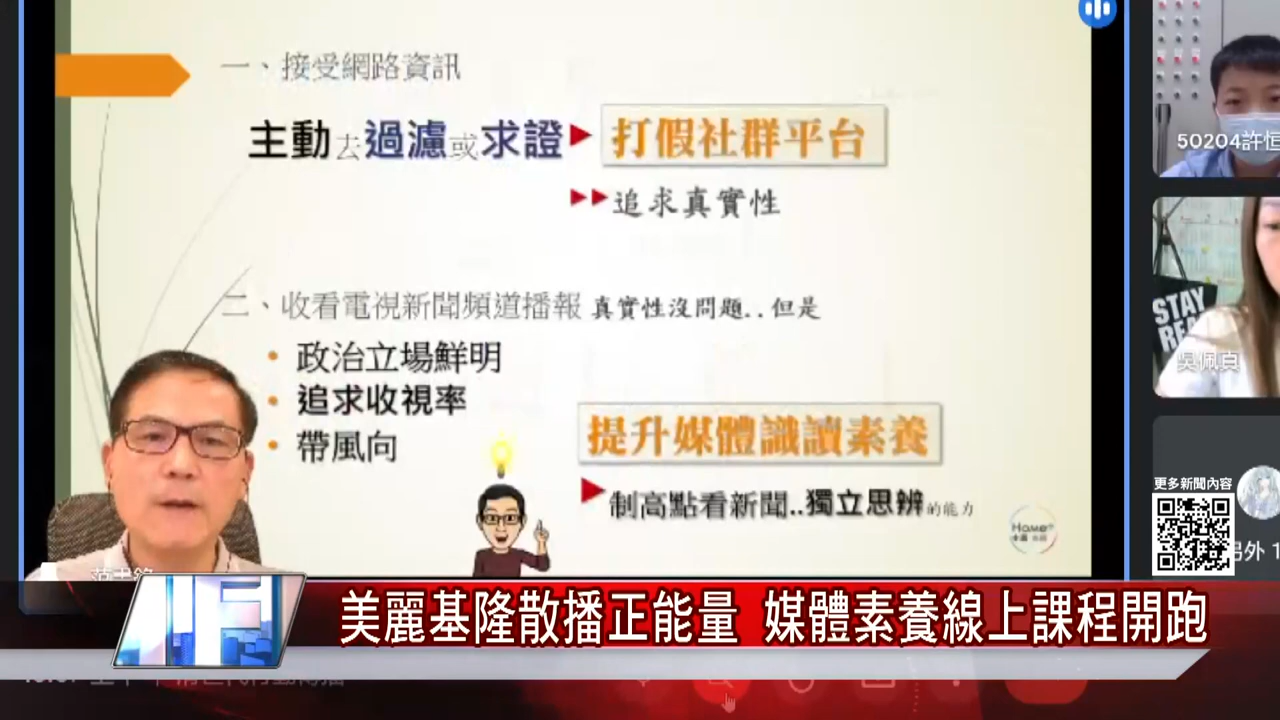 一、接受網路資訊
主動去過濾或求證 打假社群平台
追求真實性
二、收看電視新聞頻道播報 真實性沒問題..但是
• 政治立場鮮明
• 追求收視率
• 帶風向
提升媒體識讀素養
制高點看新聞..獨立思辨的能力
50204許恒
STAY
吳佩貞
更多新聞內容
另外 1
美麗基隆散播正能量 媒體素養線上課程開跑